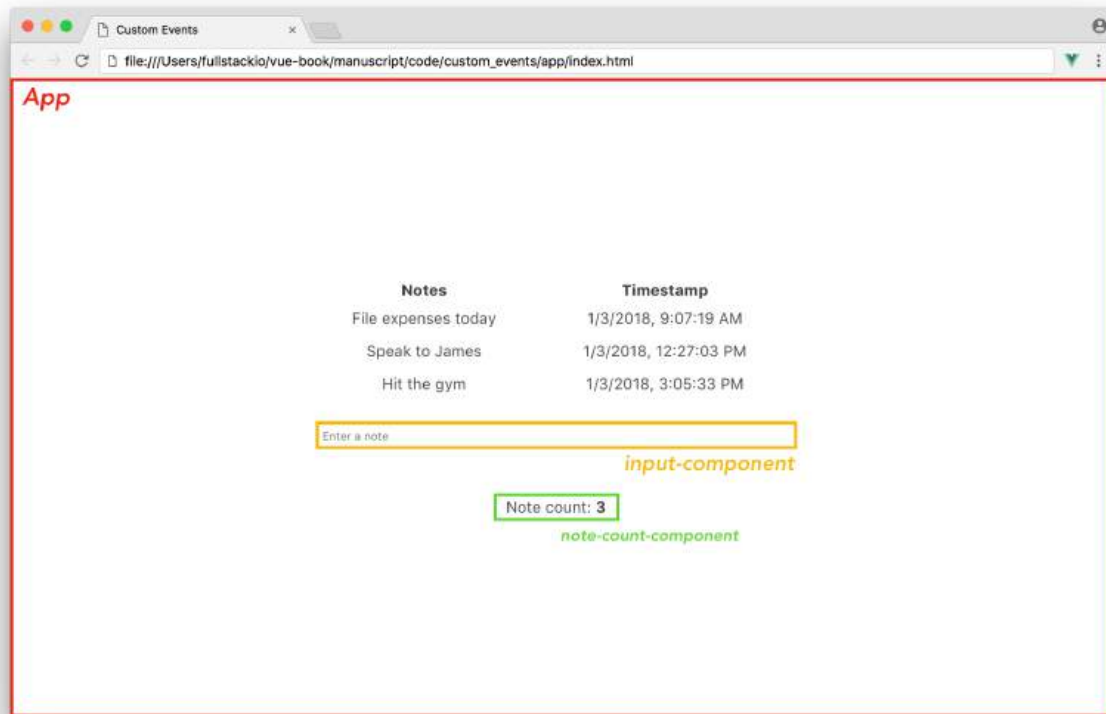 Custom Events
file:///Users/fullstackio/vue-book/manuscript/code/custom_events/app/index.html
App
Notes Timestamp
File expenses today 1/3/2018, 9:07:19 AM
Speak to James 1/3/2018, 12:27:03 PM
Hit the gym 1/3/2018, 3:05:33 PM
Enter a note
input-component
Note count: 3
note-count-component